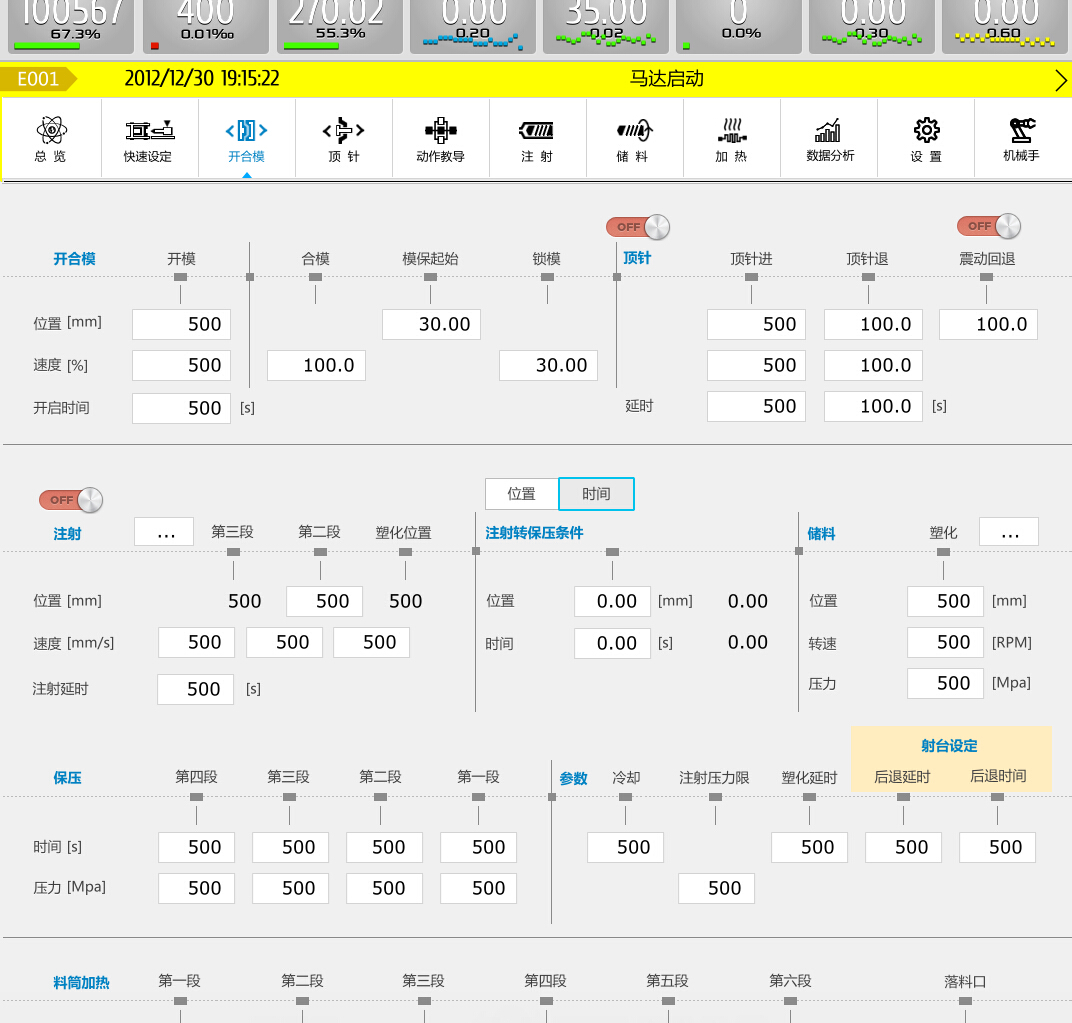 100567 400 270.02 0.00 35.00 0 0.00 0.00
67.3% 0.01‰ 55.3% 0.20 0.02 0.0% 0.30 0.60
E001 2012/12/30 19:15:22 马达启动
总 览 快速设定 开合模 顶 针 动作教导 注 射 储 料 加 热 数据分析 设 置 机械手
OFF OFF
开合模 开模 合模 模保起始 锁模 顶针 顶针进 顶针退 震动回退
位置 [mm] 500 30.00 500 100.0 100.0
速度 [%] 500 100.0 30.00 500 100.0
开启时间 500 [s] 延时 500 100.0 [s]
OFF 位置 时间
注射 ... 第三段 第二段 塑化位置 注射转保压条件 储料 塑化 ...
位置 [mm] 500 500 500 位置 0.00 [mm] 0.00 位置 500 [mm]
速度 [mm/s] 500 500 500 时间 0.00 [s] 0.00 转速 500 [RPM]
注射延时 500 [s] 压力 500 [Mpa]
射台设定
保压 第四段 第三段 第二段 第一段 参数 冷却 注射压力限 塑化延时 后退延时 后退时间
时间 [s] 500 500 500 500 500 500 500 500
压力 [Mpa] 500 500 500 500 500
料筒加热 第一段 第二段 第三段 第四段 第五段 第六段 落料口